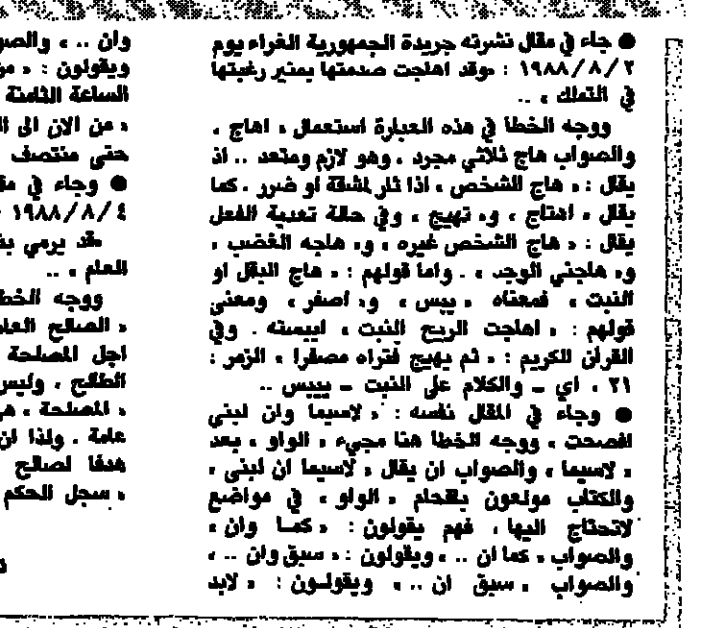 ● جاء في مقال نشرته جريدة الجمهورية الغراء يوم
١٩٨٨/٨/٢ : «وقد اهاجت صدمتها بمنير رغبتها
في التملك» ..
ووجه الخطأ في هذه العبارة استعمال «اهاج» ،
والصواب هاج ثلاثي مجرد ، وهو لازم ومتعد .. اذ
يقال : «هاج الشخص» اذا ثار لمشقة او ضرر . كما
يقال «اهتاج» ، و«تهيج» ، وفي حالة تعدية الفعل
يقال : «هاج الشخص غيره» ، و«هاجه الغضب» ،
و«هاجني الوجد» . واما قولهم : «هاج البقل او
النبت» فمعناه «يبس» و«اصفر» ومعنى
قولهم : «اهاجت الريح النبت» ايبسته . وفي
القرآن الكريم : «ثم يهيج فتراه مصفرا» الزمر :
٢١ ، اي ـ والكلام على النبت ـ ييبس ..
● وجاء في المقال نفسه : «لاسيما وان لبنى
افصحت» ووجه الخطأ هنا مجيء «الواو» بعد
«لاسيما» والصواب ان يقال «لاسيما ان لبنى»
والكتاب مولعون بإقحام «الواو» في مواضع
لاتحتاج اليها ، فهم يقولون : «كما وان»
والصواب «كما ان ..» ويقولون : «سبق وان ..»
والصواب «سبق ان ..» ويقولون : «لابد
وان ..» والصو
ويقولون : «من
الساعة الثامنة
«من الان الى ال
حتى منتصف
● وجاء في مق
١٩٨٨/٨/٤
«قد يرمي بع
العام» ..
ووجه الخط
«الصالح العا
اجل المصلحة
الطالح ، وليس
«المصلحة» هي
عامة . ولذا ان
هدفا لصالح
«سجل الحكم